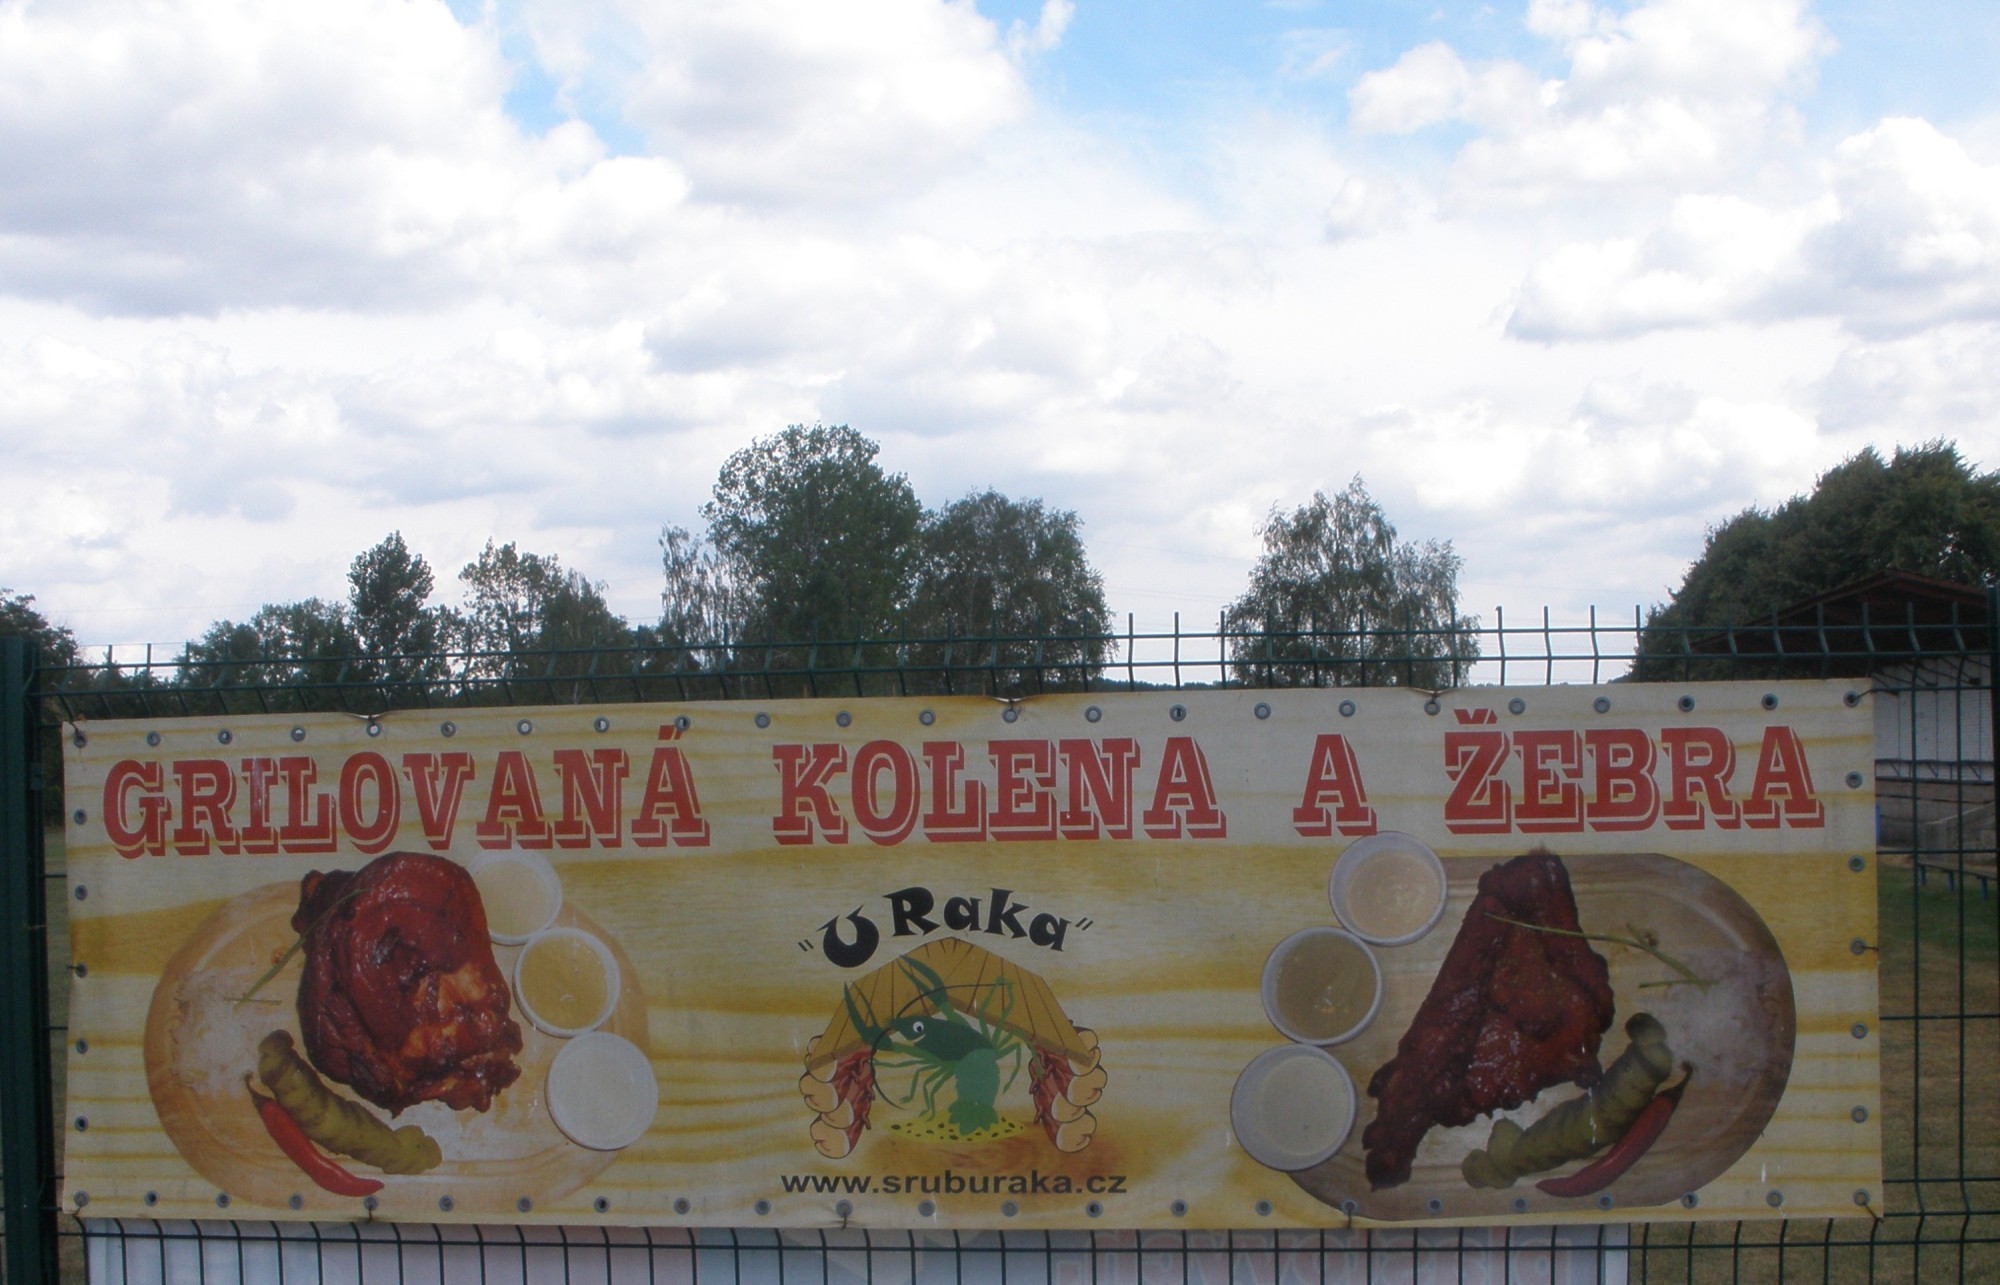 GRILOVANÁ KOLENA A ŽEBRA
"U Raka"
www.sruburaka.cz